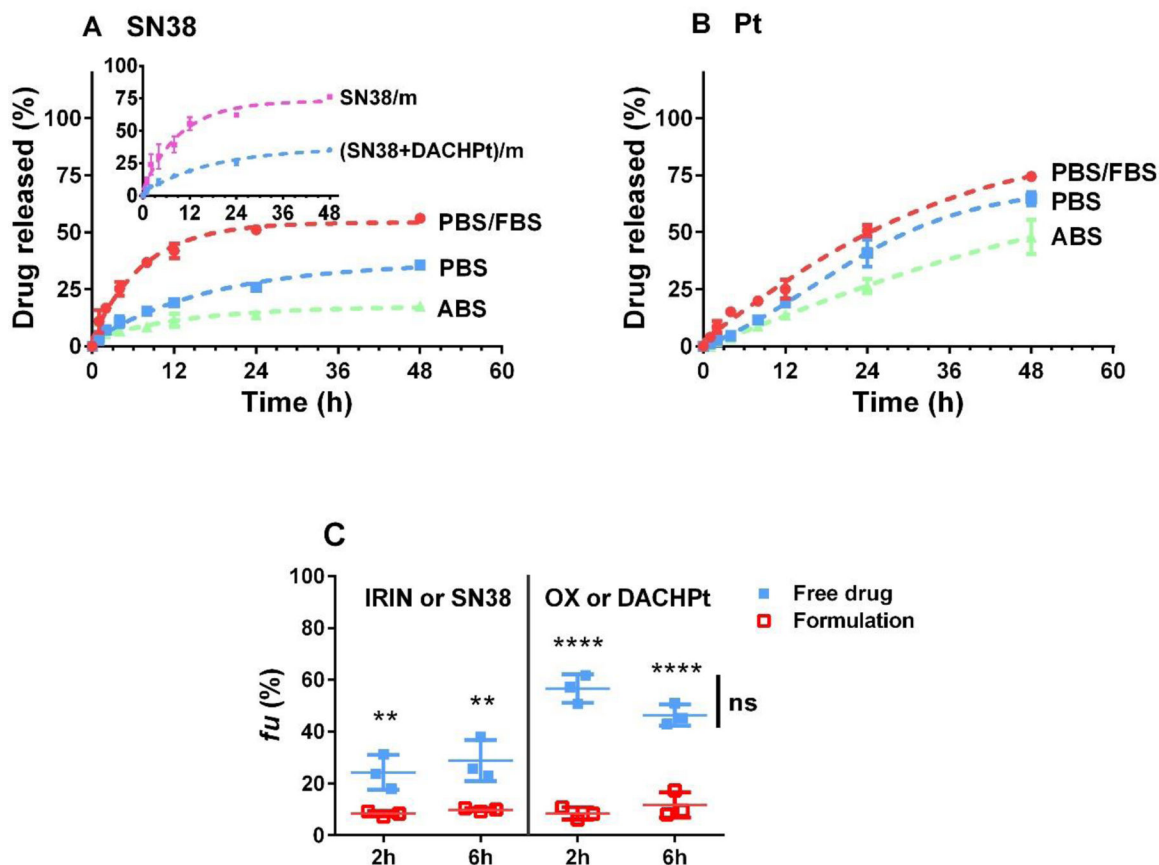 A SN38
Drug released (%)
100
75
50
25
0
0 12 24 36 48 60
Time (h)
100
75
50
25
0
0 12 24 36 48
SN38/m
(SN38+DACHPt)/m
PBS/FBS
PBS
ABS
B Pt
Drug released (%)
100
75
50
25
0
0 12 24 36 48 60
Time (h)
PBS/FBS
PBS
ABS
C
fu (%)
100
80
60
40
20
0
IRIN or SN38
OX or DACHPt
** ** **** ****
ns
2h 6h 2h 6h
Free drug
Formulation